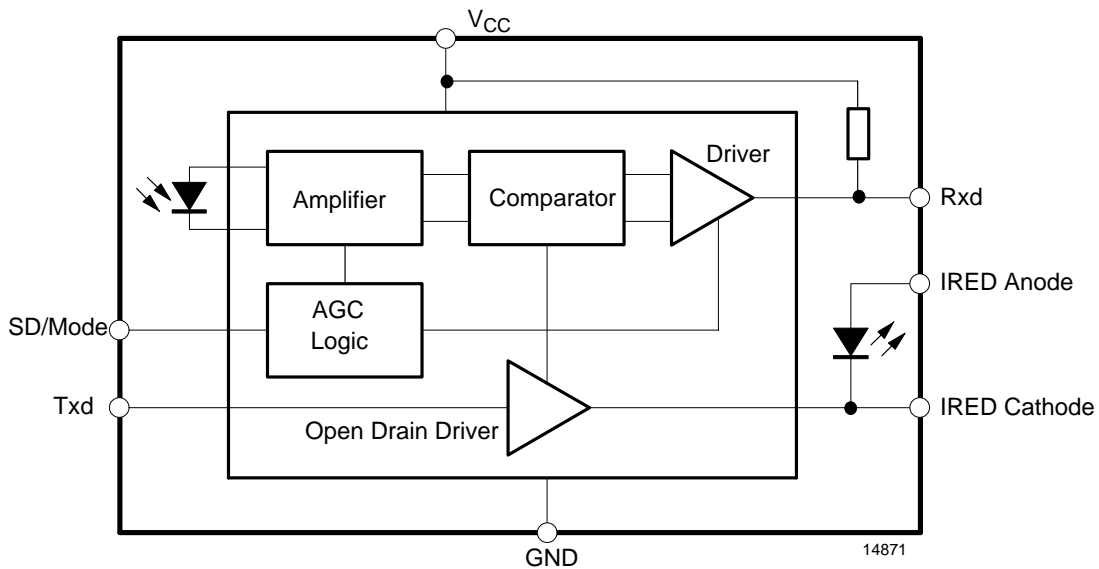 VCC
Driver
Amplifier
Comparator
Rxd
IRED Anode
AGC
Logic
SD/Mode
Txd
Open Drain Driver
IRED Cathode
GND
14871